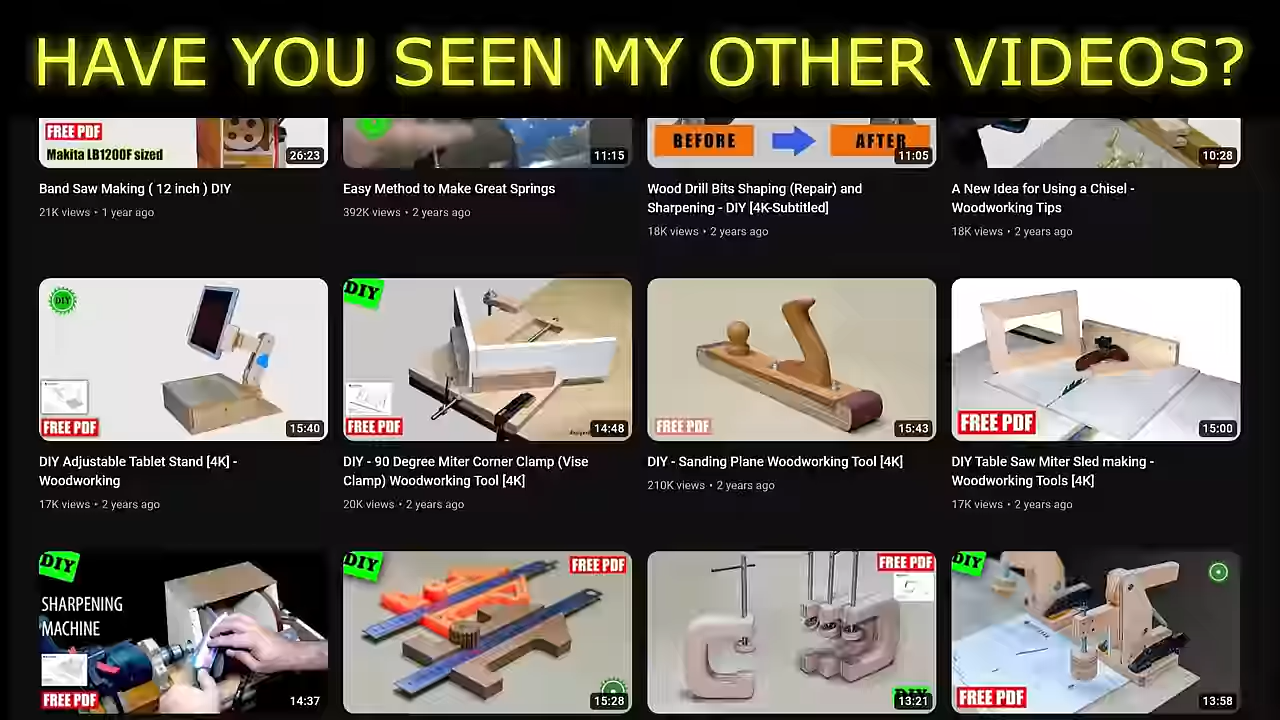 HAVE YOU SEEN MY OTHER VIDEOS?
FREE PDF
Makita LB1200F sized
26:23
11:15
BEFORE
AFTER
11:05
10:28
Band Saw Making ( 12 inch ) DIY
21K views • 1 year ago
Easy Method to Make Great Springs
392K views • 2 years ago
Wood Drill Bits Shaping (Repair) and
Sharpening - DIY [4K-Subtitled]
18K views • 2 years ago
A New Idea for Using a Chisel -
Woodworking Tips
18K views • 2 years ago
DIY
FREE PDF
15:40
DIY
FREE PDF
14:48
FREE PDF
15:43
FREE PDF
15:00
DIY Adjustable Tablet Stand [4K] -
Woodworking
17K views • 2 years ago
DIY - 90 Degree Miter Corner Clamp (Vise
Clamp) Woodworking Tool [4K]
20K views • 2 years ago
DIY - Sanding Plane Woodworking Tool [4K]
210K views • 2 years ago
DIY Table Saw Miter Sled making -
Woodworking Tools [4K]
17K views • 2 years ago
DIY
SHARPENING
MACHINE
FREE PDF
14:37
DIY
FREE PDF
15:28
FREE PDF
DIY
13:21
DIY
FREE PDF
13:58